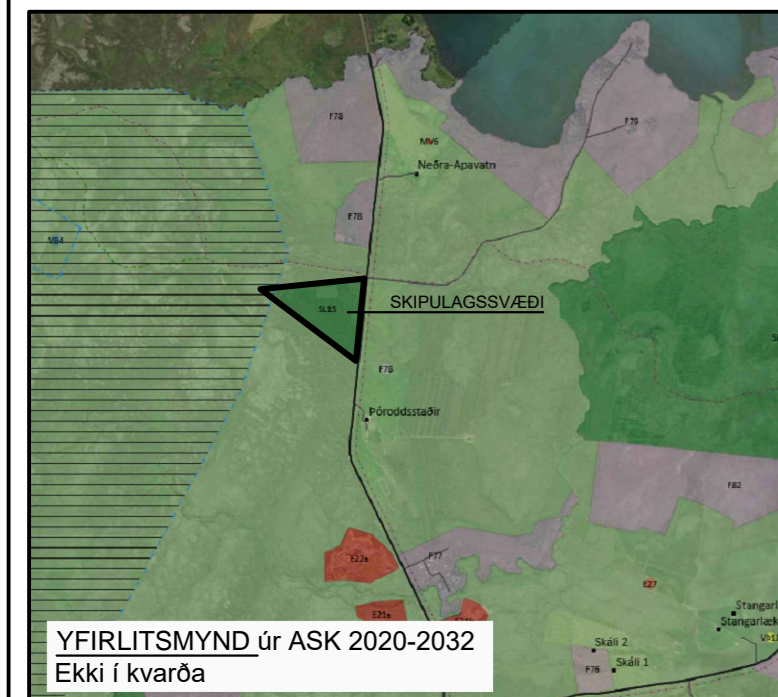 F78
F79
MV6
Neðra-Apavatn
F78
VB4
SKIPULAGSSVÆÐI
SL15
F78
Þóroddsstaðir
F82
F77
E22a
E27
E21a
Stangarl
Stangarlæk
Skáli 2
F76
Skáli 1
YFIRLITSMYND úr ASK 2020-2032
Ekki í kvarða